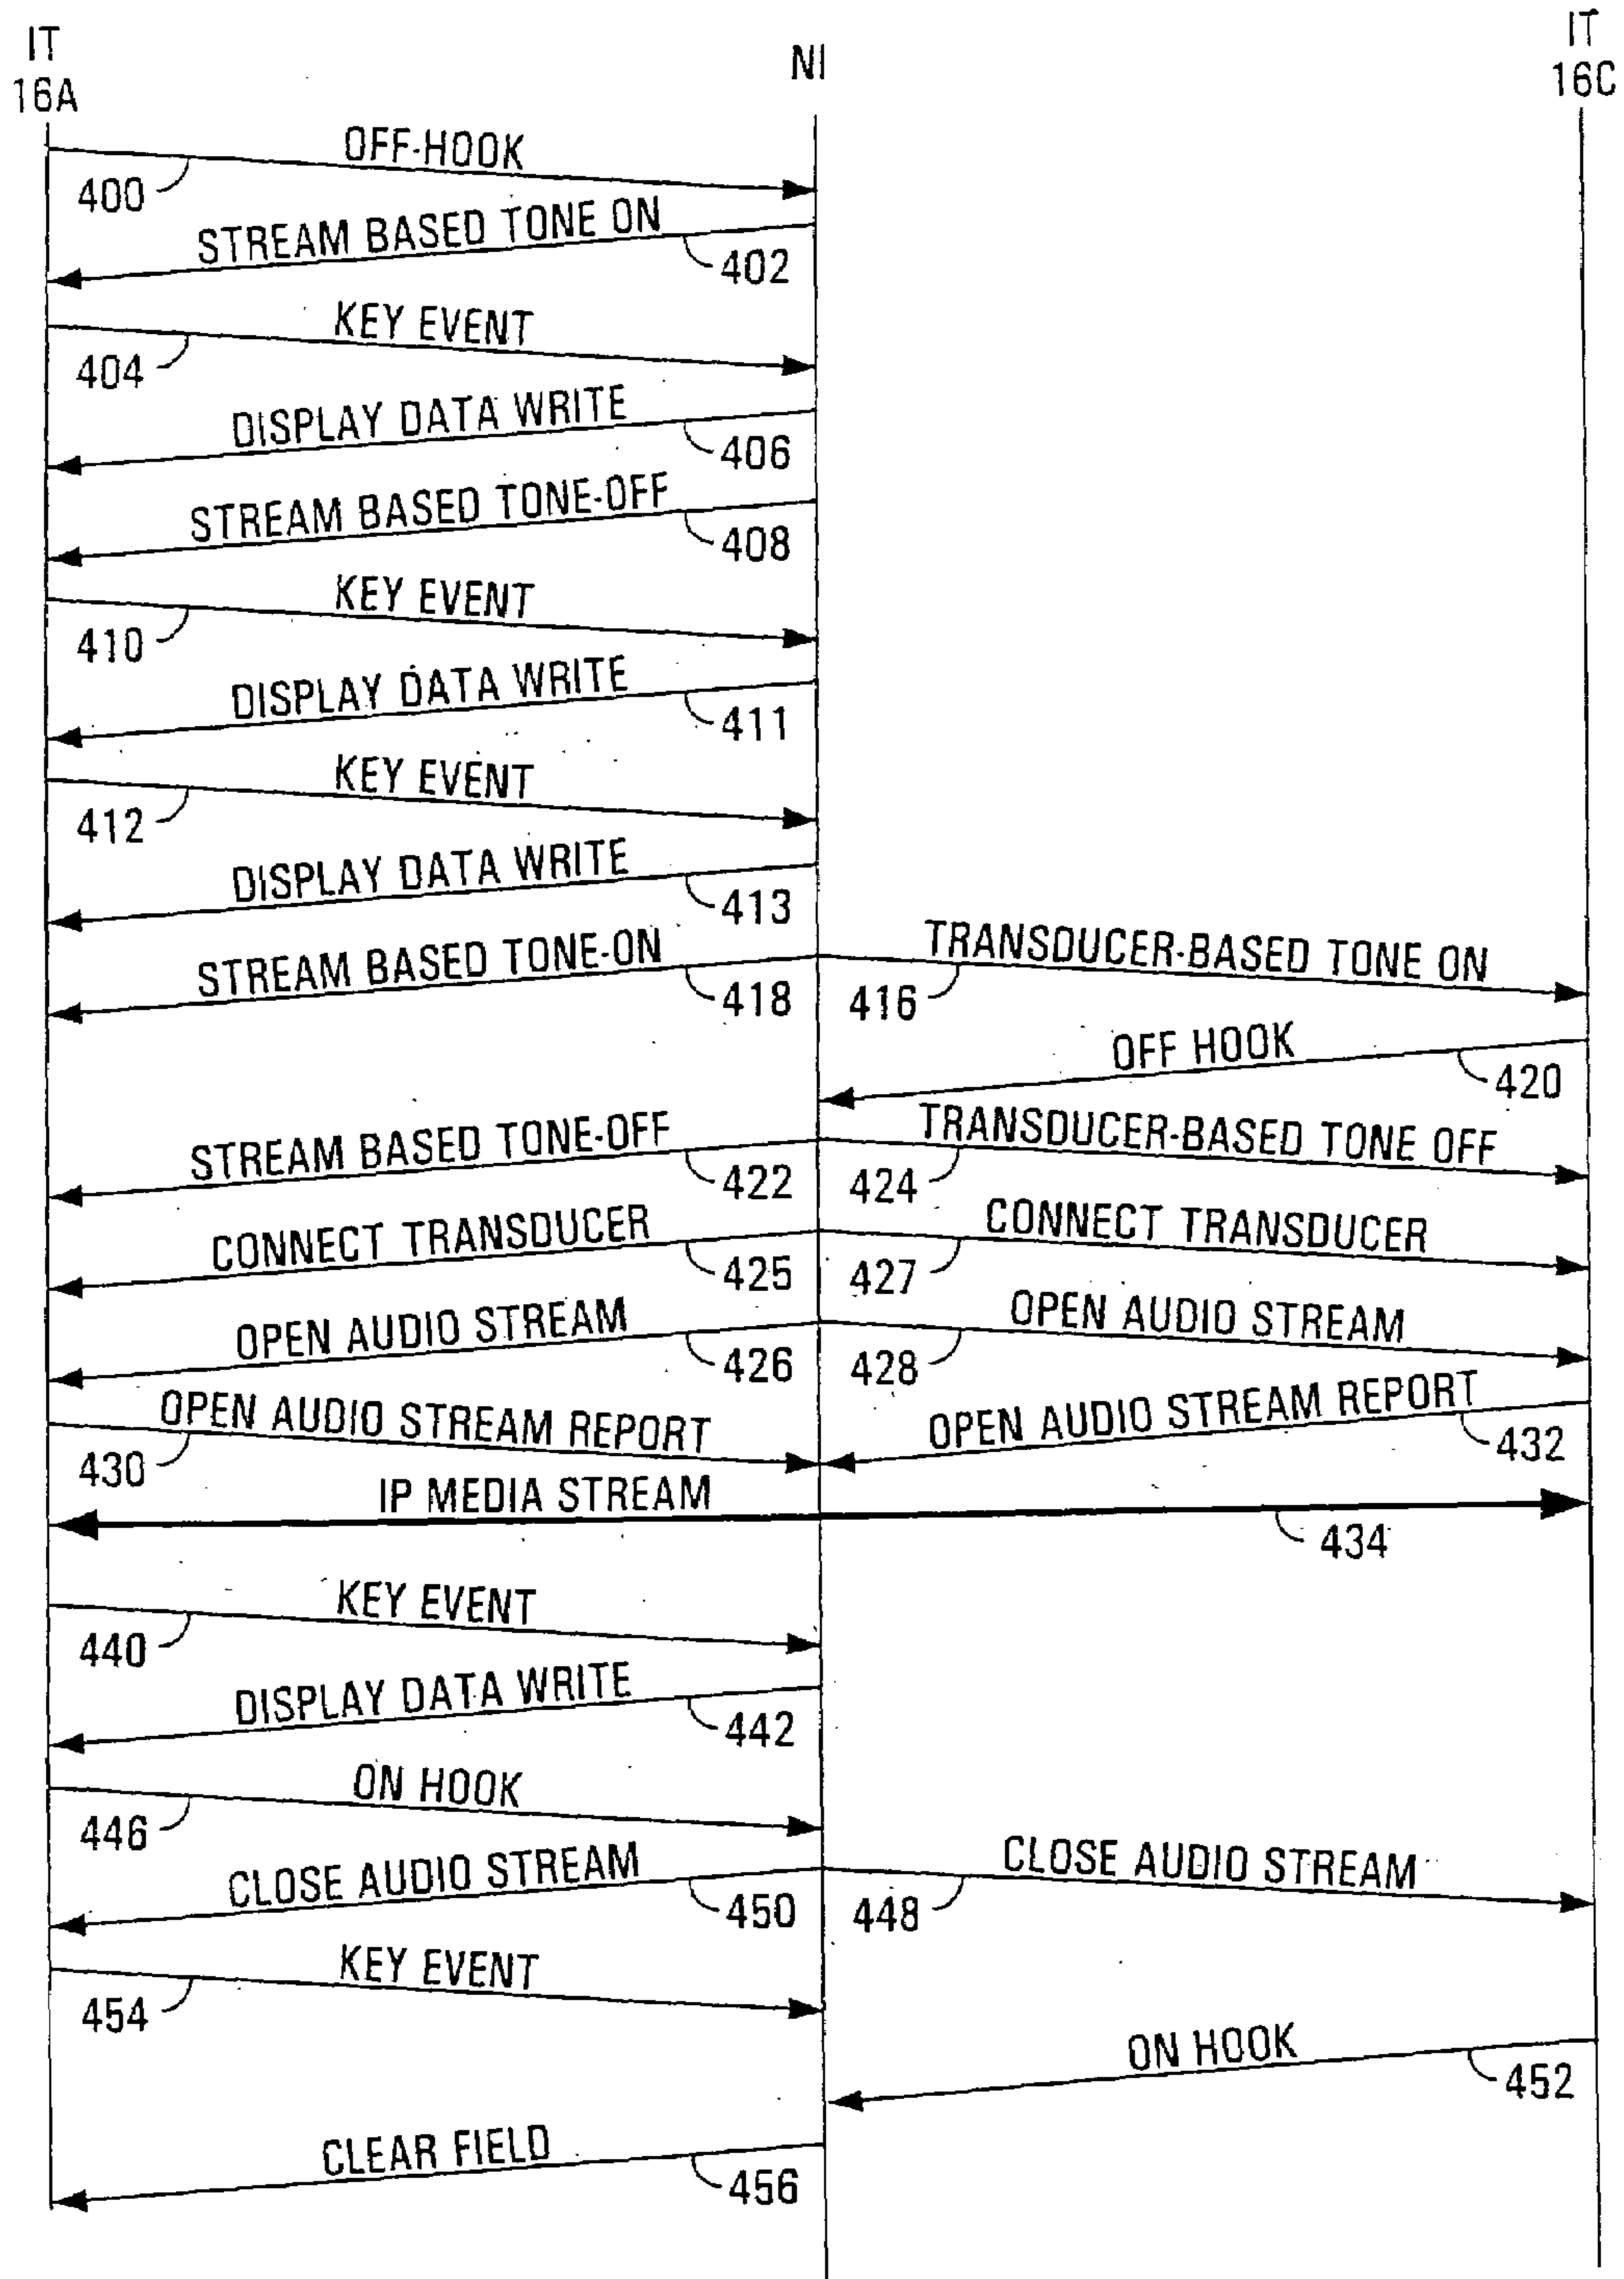 IT
16A
NI
IT
16C
OFF-HOOK
400
STREAM BASED TONE ON
402
KEY EVENT
404
DISPLAY DATA WRITE
406
STREAM BASED TONE-OFF
408
KEY EVENT
410
DISPLAY DATA WRITE
411
KEY EVENT
412
DISPLAY DATA WRITE
413
STREAM BASED TONE-ON
418
TRANSDUCER-BASED TONE ON
416
OFF HOOK
420
STREAM BASED TONE-OFF
422
TRANSDUCER-BASED TONE OFF
424
CONNECT TRANSDUCER
425
CONNECT TRANSDUCER
427
OPEN AUDIO STREAM
426
OPEN AUDIO STREAM
428
OPEN AUDIO STREAM REPORT
430
OPEN AUDIO STREAM REPORT
432
IP MEDIA STREAM
434
KEY EVENT
440
DISPLAY DATA WRITE
442
ON HOOK
446
CLOSE AUDIO STREAM
450
CLOSE AUDIO STREAM
448
KEY EVENT
454
ON HOOK
452
CLEAR FIELD
456